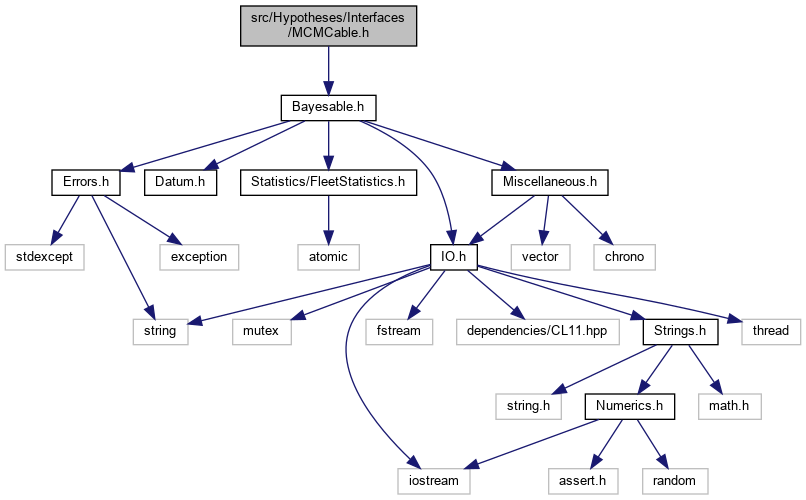 src/Hypotheses/Interfaces
/MCMCable.h
Bayesable.h
Errors.h
Datum.h
Statistics/FleetStatistics.h
Miscellaneous.h
stdexcept
exception
atomic
IO.h
vector
chrono
string
mutex
fstream
dependencies/CL11.hpp
Strings.h
thread
string.h
Numerics.h
math.h
iostream
assert.h
random